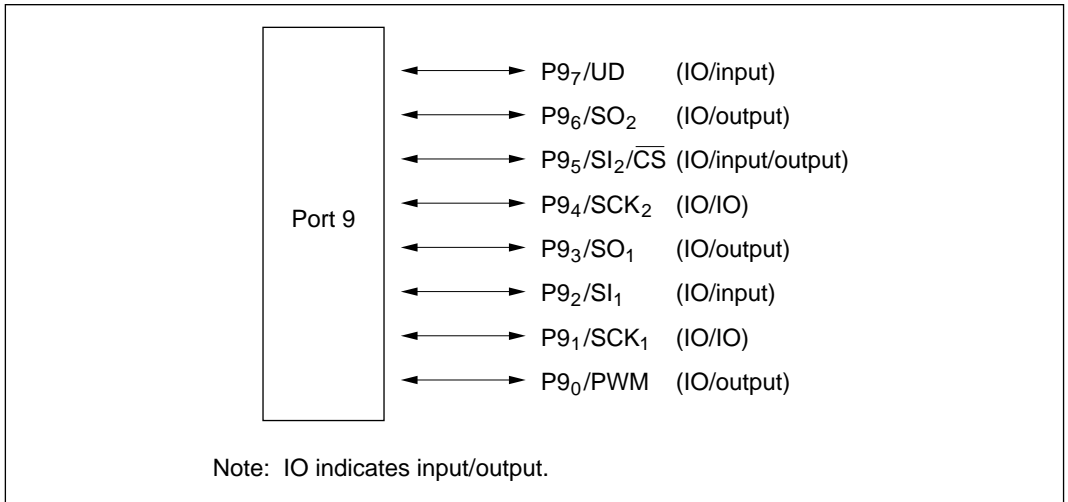 Port 9
P9₇/UD (IO/input)
P9₆/SO₂ (IO/output)
P9₅/SI₂/C̅S̅ (IO/input/output)
P9₄/SCK₂ (IO/IO)
P9₃/SO₁ (IO/output)
P9₂/SI₁ (IO/input)
P9₁/SCK₁ (IO/IO)
P9₀/PWM (IO/output)
Note: IO indicates input/output.